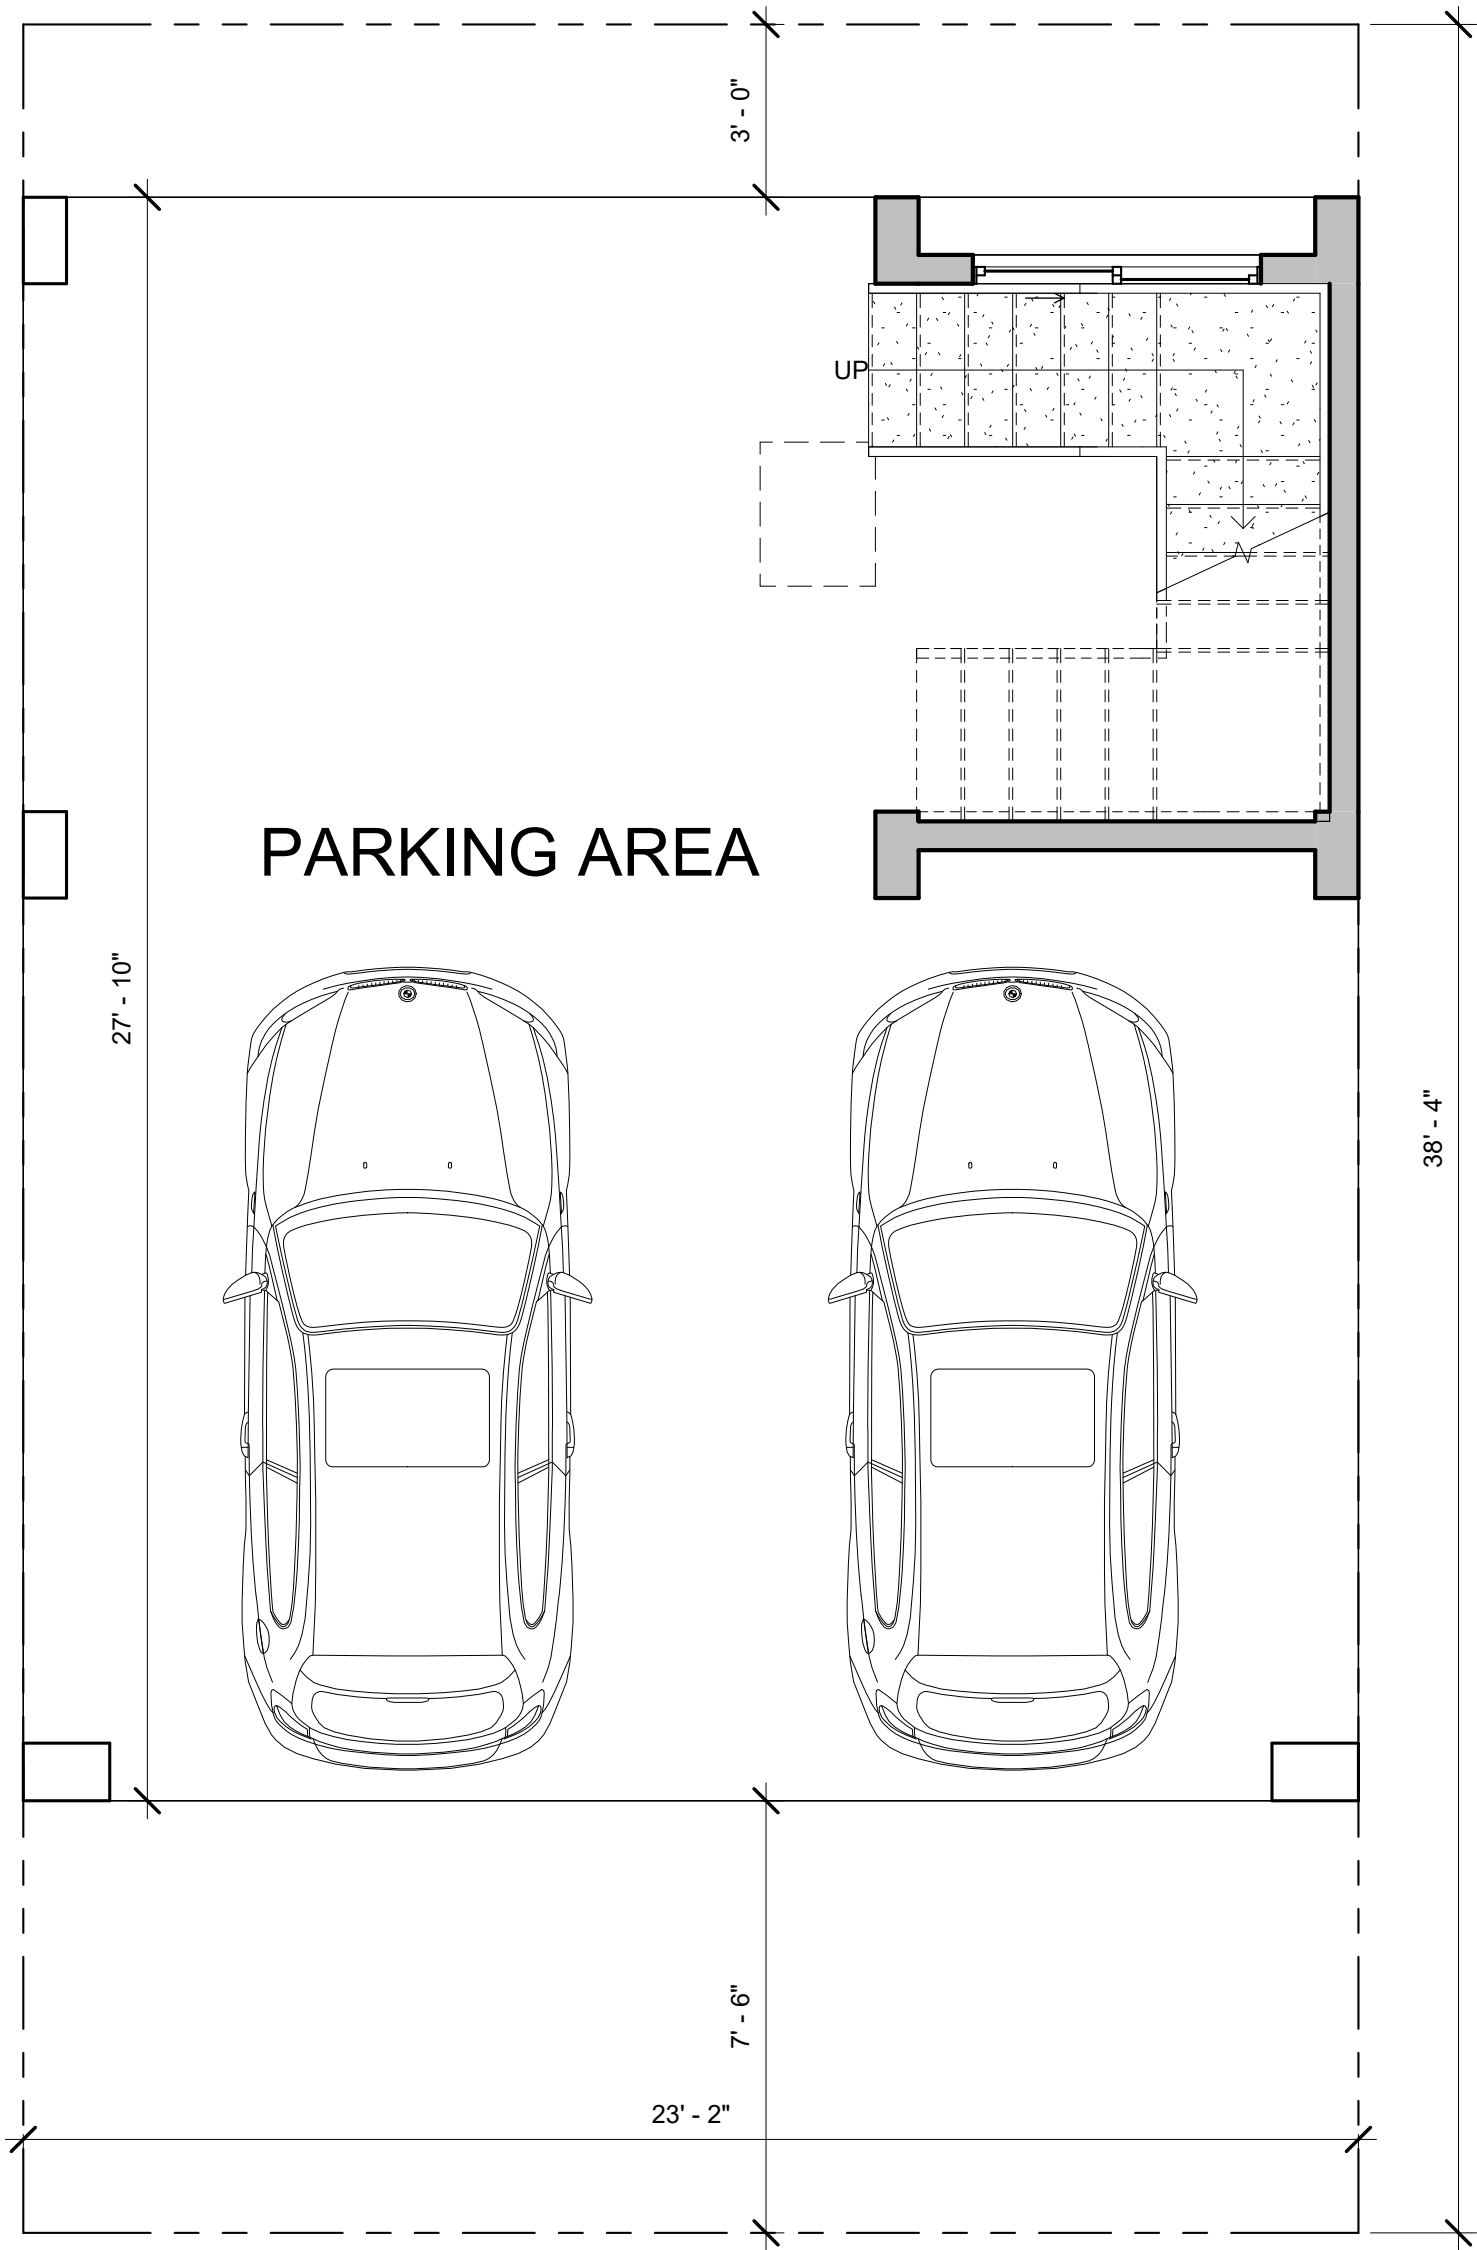 3' - 0"
UP
PARKING AREA
27' - 10"
38' - 4"
7' - 6"
23' - 2"